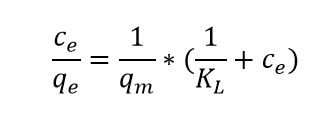 c_e/q_e = 1/q_m * (1/K_L + c_e)